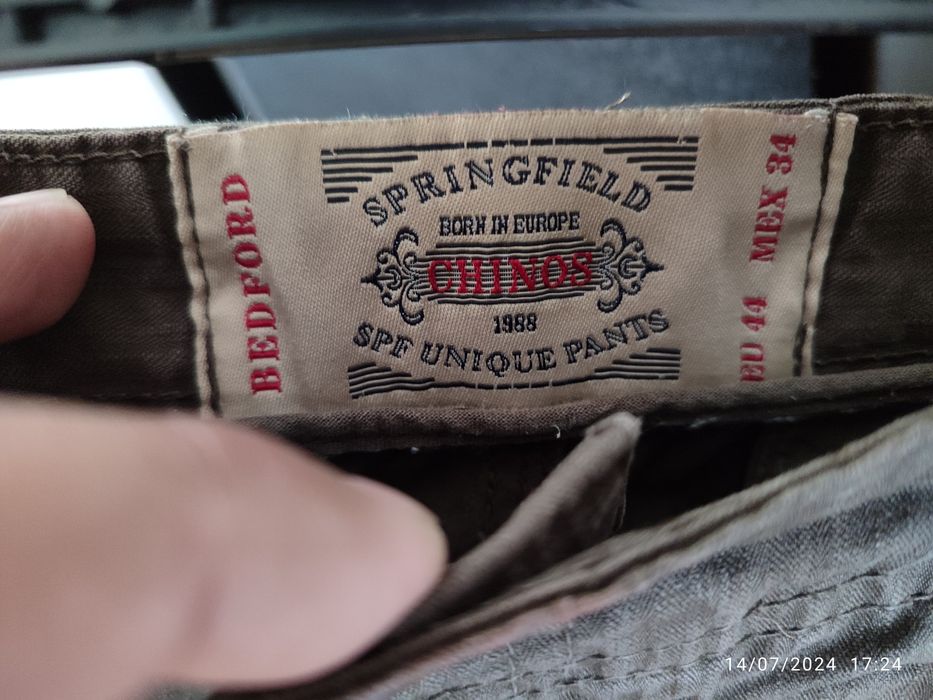 BEDFORD
SPRINGFIELD
BORN IN EUROPE
CHINOS
1988
SPF UNIQUE PANTS
EU 44 MEX 34
14/07/2024 17:24